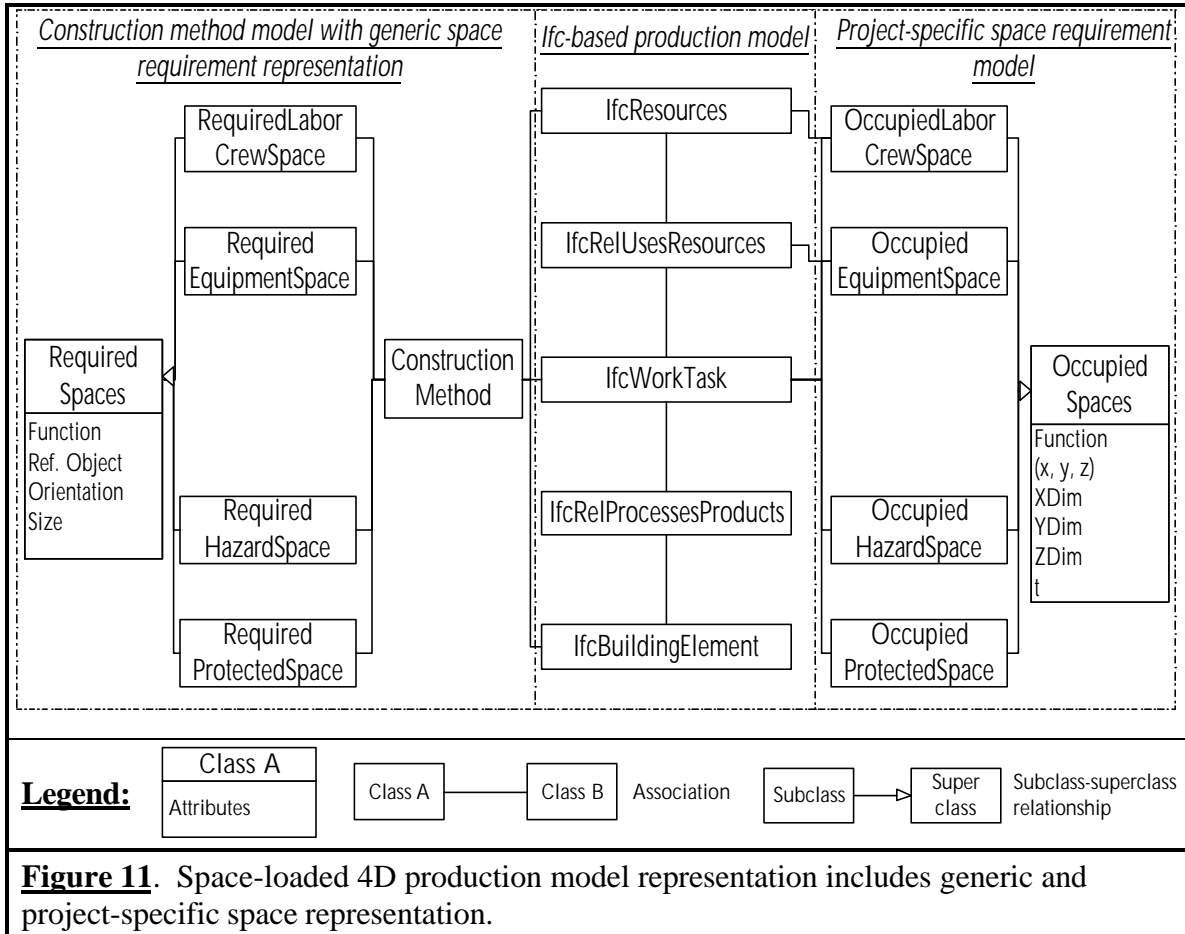 Construction method model with generic space
requirement representation
Ifc-based production model
Project-specific space requirement
model
RequiredLabor
CrewSpace
Required
EquipmentSpace
Required
Spaces
Function
Ref. Object
Orientation
Size
Construction
Method
Required
HazardSpace
Required
ProtectedSpace
IfcResources
IfcRelUsesResources
IfcWorkTask
IfcRelProcessesProducts
IfcBuildingElement
OccupiedLabor
CrewSpace
Occupied
EquipmentSpace
Occupied
Spaces
Function
(x, y, z)
XDim
YDim
ZDim
t
Occupied
HazardSpace
Occupied
ProtectedSpace
Legend:
Class A
Attributes
Class A
Class B
Association
Subclass
Super
class
Subclass-superclass
relationship
Figure 11. Space-loaded 4D production model representation includes generic and
project-specific space representation.